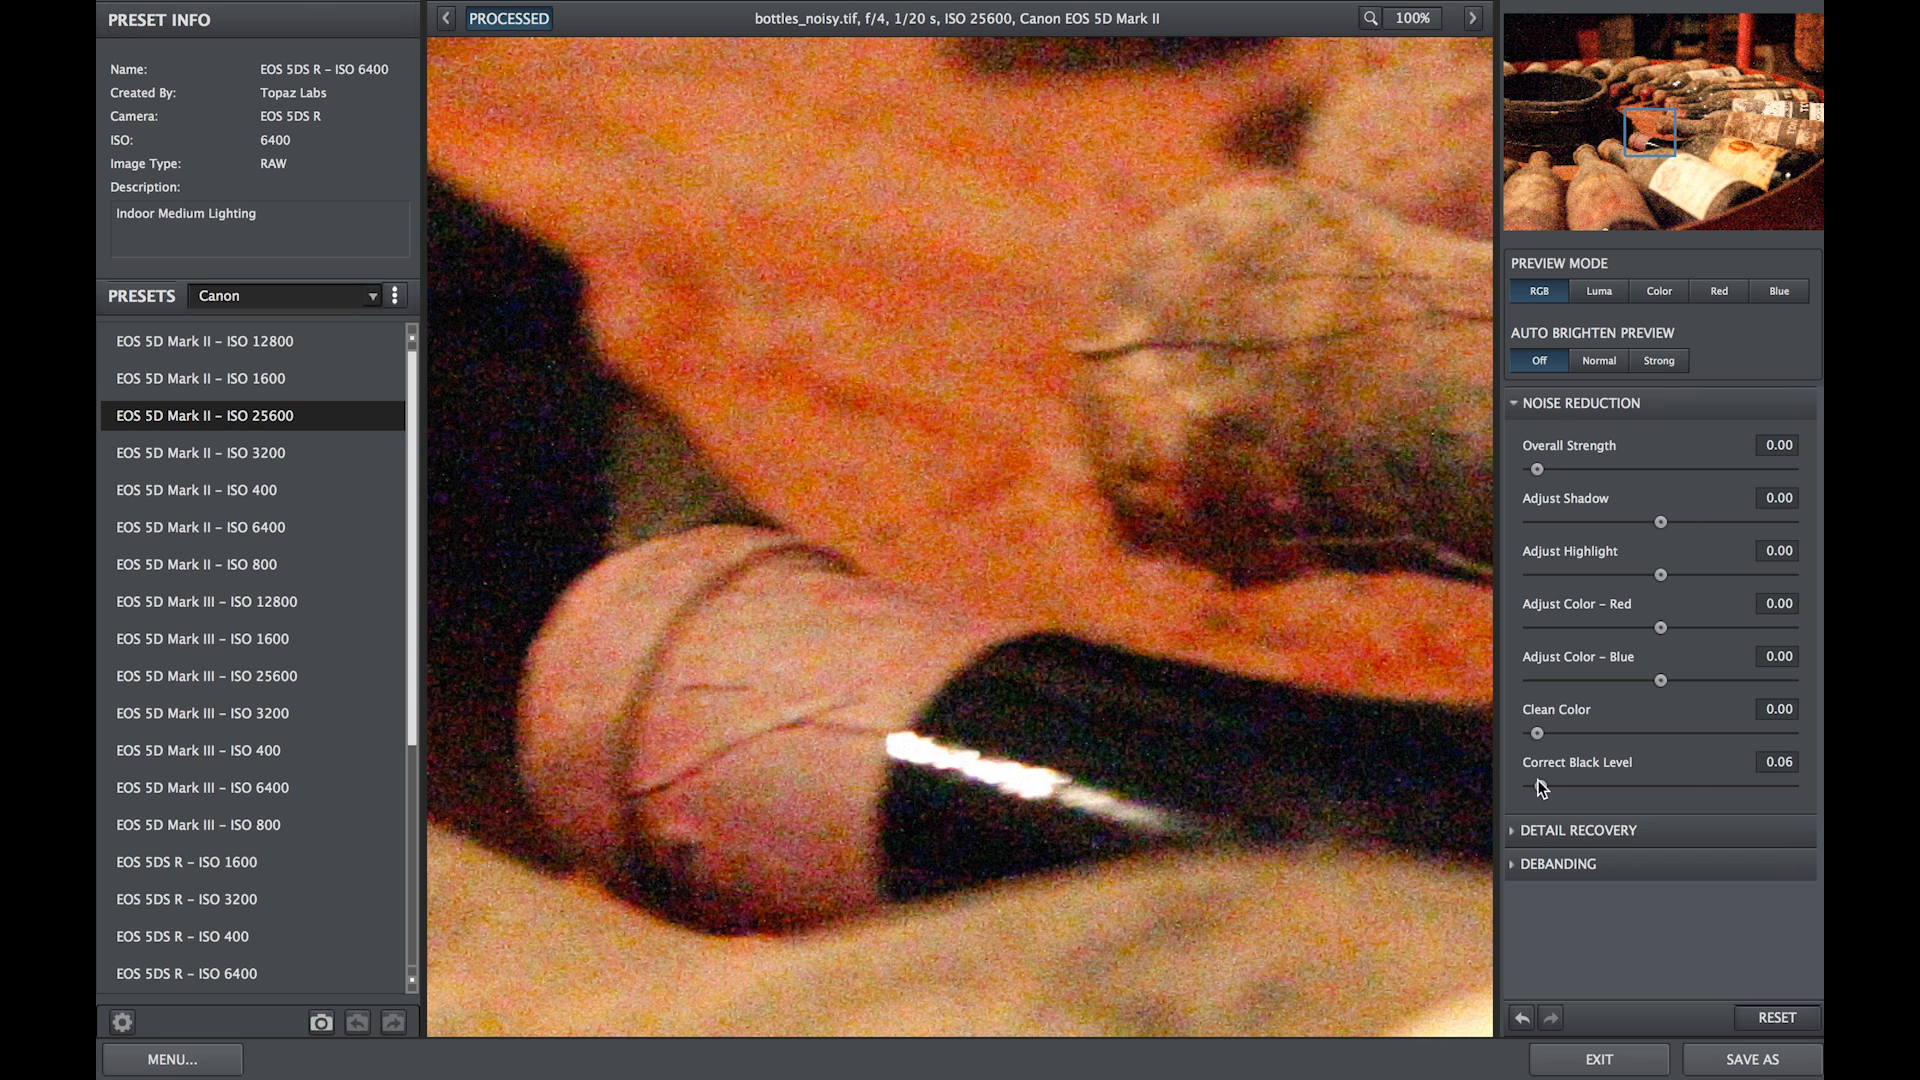 PRESET INFO
Name: EOS 5DS R – ISO 6400
Created By: Topaz Labs
Camera: EOS 5DS R
ISO: 6400
Image Type: RAW
Description:
Indoor Medium Lighting
PRESETS Canon
EOS 5D Mark II – ISO 12800
EOS 5D Mark II – ISO 1600
EOS 5D Mark II – ISO 25600
EOS 5D Mark II – ISO 3200
EOS 5D Mark II – ISO 400
EOS 5D Mark II – ISO 6400
EOS 5D Mark II – ISO 800
EOS 5D Mark III – ISO 12800
EOS 5D Mark III – ISO 1600
EOS 5D Mark III – ISO 25600
EOS 5D Mark III – ISO 3200
EOS 5D Mark III – ISO 400
EOS 5D Mark III – ISO 6400
EOS 5D Mark III – ISO 800
EOS 5DS R – ISO 1600
EOS 5DS R – ISO 3200
EOS 5DS R – ISO 400
EOS 5DS R – ISO 6400
MENU...
PROCESSED bottles_noisy.tif, f/4, 1/20 s, ISO 25600, Canon EOS 5D Mark II 100%
PREVIEW MODE
RGB Luma Color Red Blue
AUTO BRIGHTEN PREVIEW
Off Normal Strong
NOISE REDUCTION
Overall Strength 0.00
Adjust Shadow 0.00
Adjust Highlight 0.00
Adjust Color – Red 0.00
Adjust Color – Blue 0.00
Clean Color 0.00
Correct Black Level 0.06
DETAIL RECOVERY
DEBANDING
RESET
EXIT SAVE AS